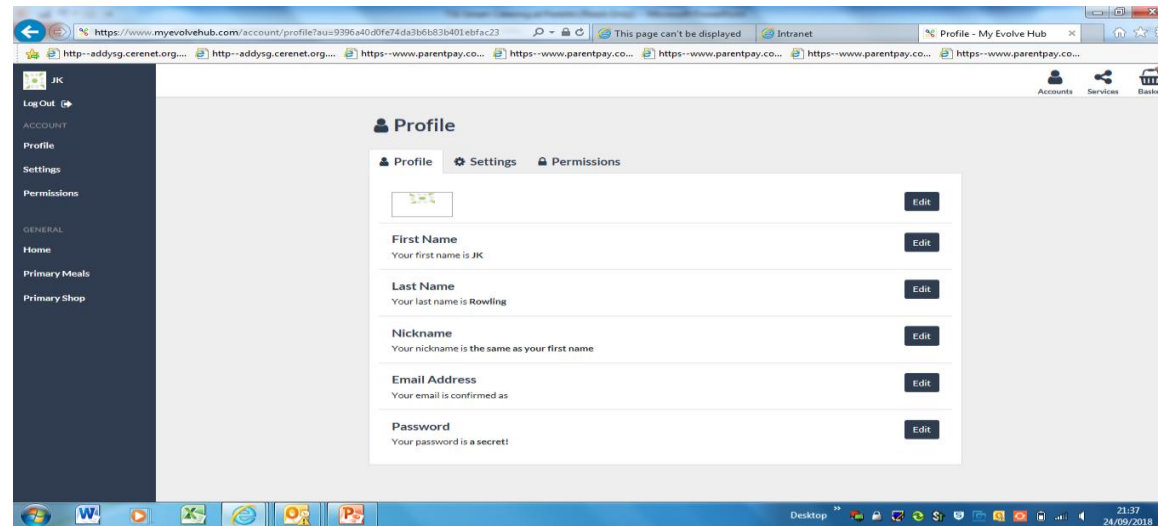 https://www.myevolvehub.com/account/profile?au=9396a40d0fe74da3b6b83b401ebfac23
This page can't be displayed
Intranet
Profile - My Evolve Hub
http--addysg.cerenet.org....
http--addysg.cerenet.org....
https--www.parentpay.co...
https--www.parentpay.co...
https--www.parentpay.co...
https--www.parentpay.co...
https--www.parentpay.co...
JK
Log Out
ACCOUNT
Profile
Settings
Permissions
GENERAL
Home
Primary Meals
Primary Shop
Accounts
Services
Profile
Profile
Settings
Permissions
Edit
First Name
Your first name is JK
Edit
Last Name
Your last name is Rowling
Edit
Nickname
Your nickname is the same as your first name
Edit
Email Address
Your email is confirmed as
Edit
Password
Your password is a secret!
Edit
Desktop
21:37
24/09/2018